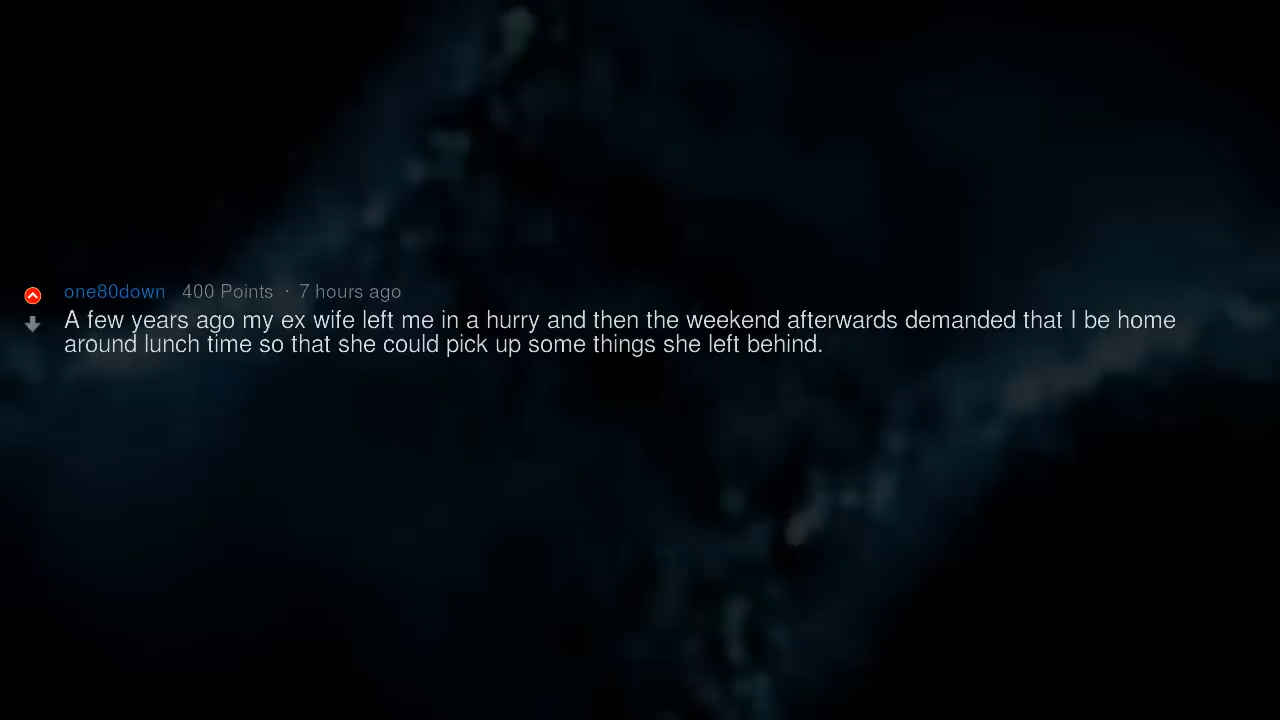 one80down 400 Points · 7 hours ago
A few years ago my ex wife left me in a hurry and then the weekend afterwards demanded that I be home
around lunch time so that she could pick up some things she left behind.